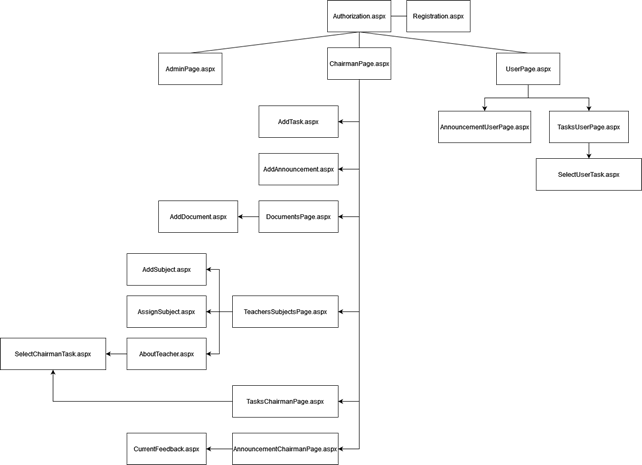 Authorization.aspx
Registration.aspx
AdminPage.aspx
ChairmanPage.aspx
UserPage.aspx
AddTask.aspx
AnnouncementUserPage.aspx
TasksUserPage.aspx
AddAnnouncement.aspx
SelectUserTask.aspx
AddDocument.aspx
DocumentsPage.aspx
AddSubject.aspx
AssignSubject.aspx
TeachersSubjectsPage.aspx
SelectChairmanTask.aspx
AboutTeacher.aspx
TasksChairmanPage.aspx
CurrentFeedback.aspx
AnnouncementChairmanPage.aspx